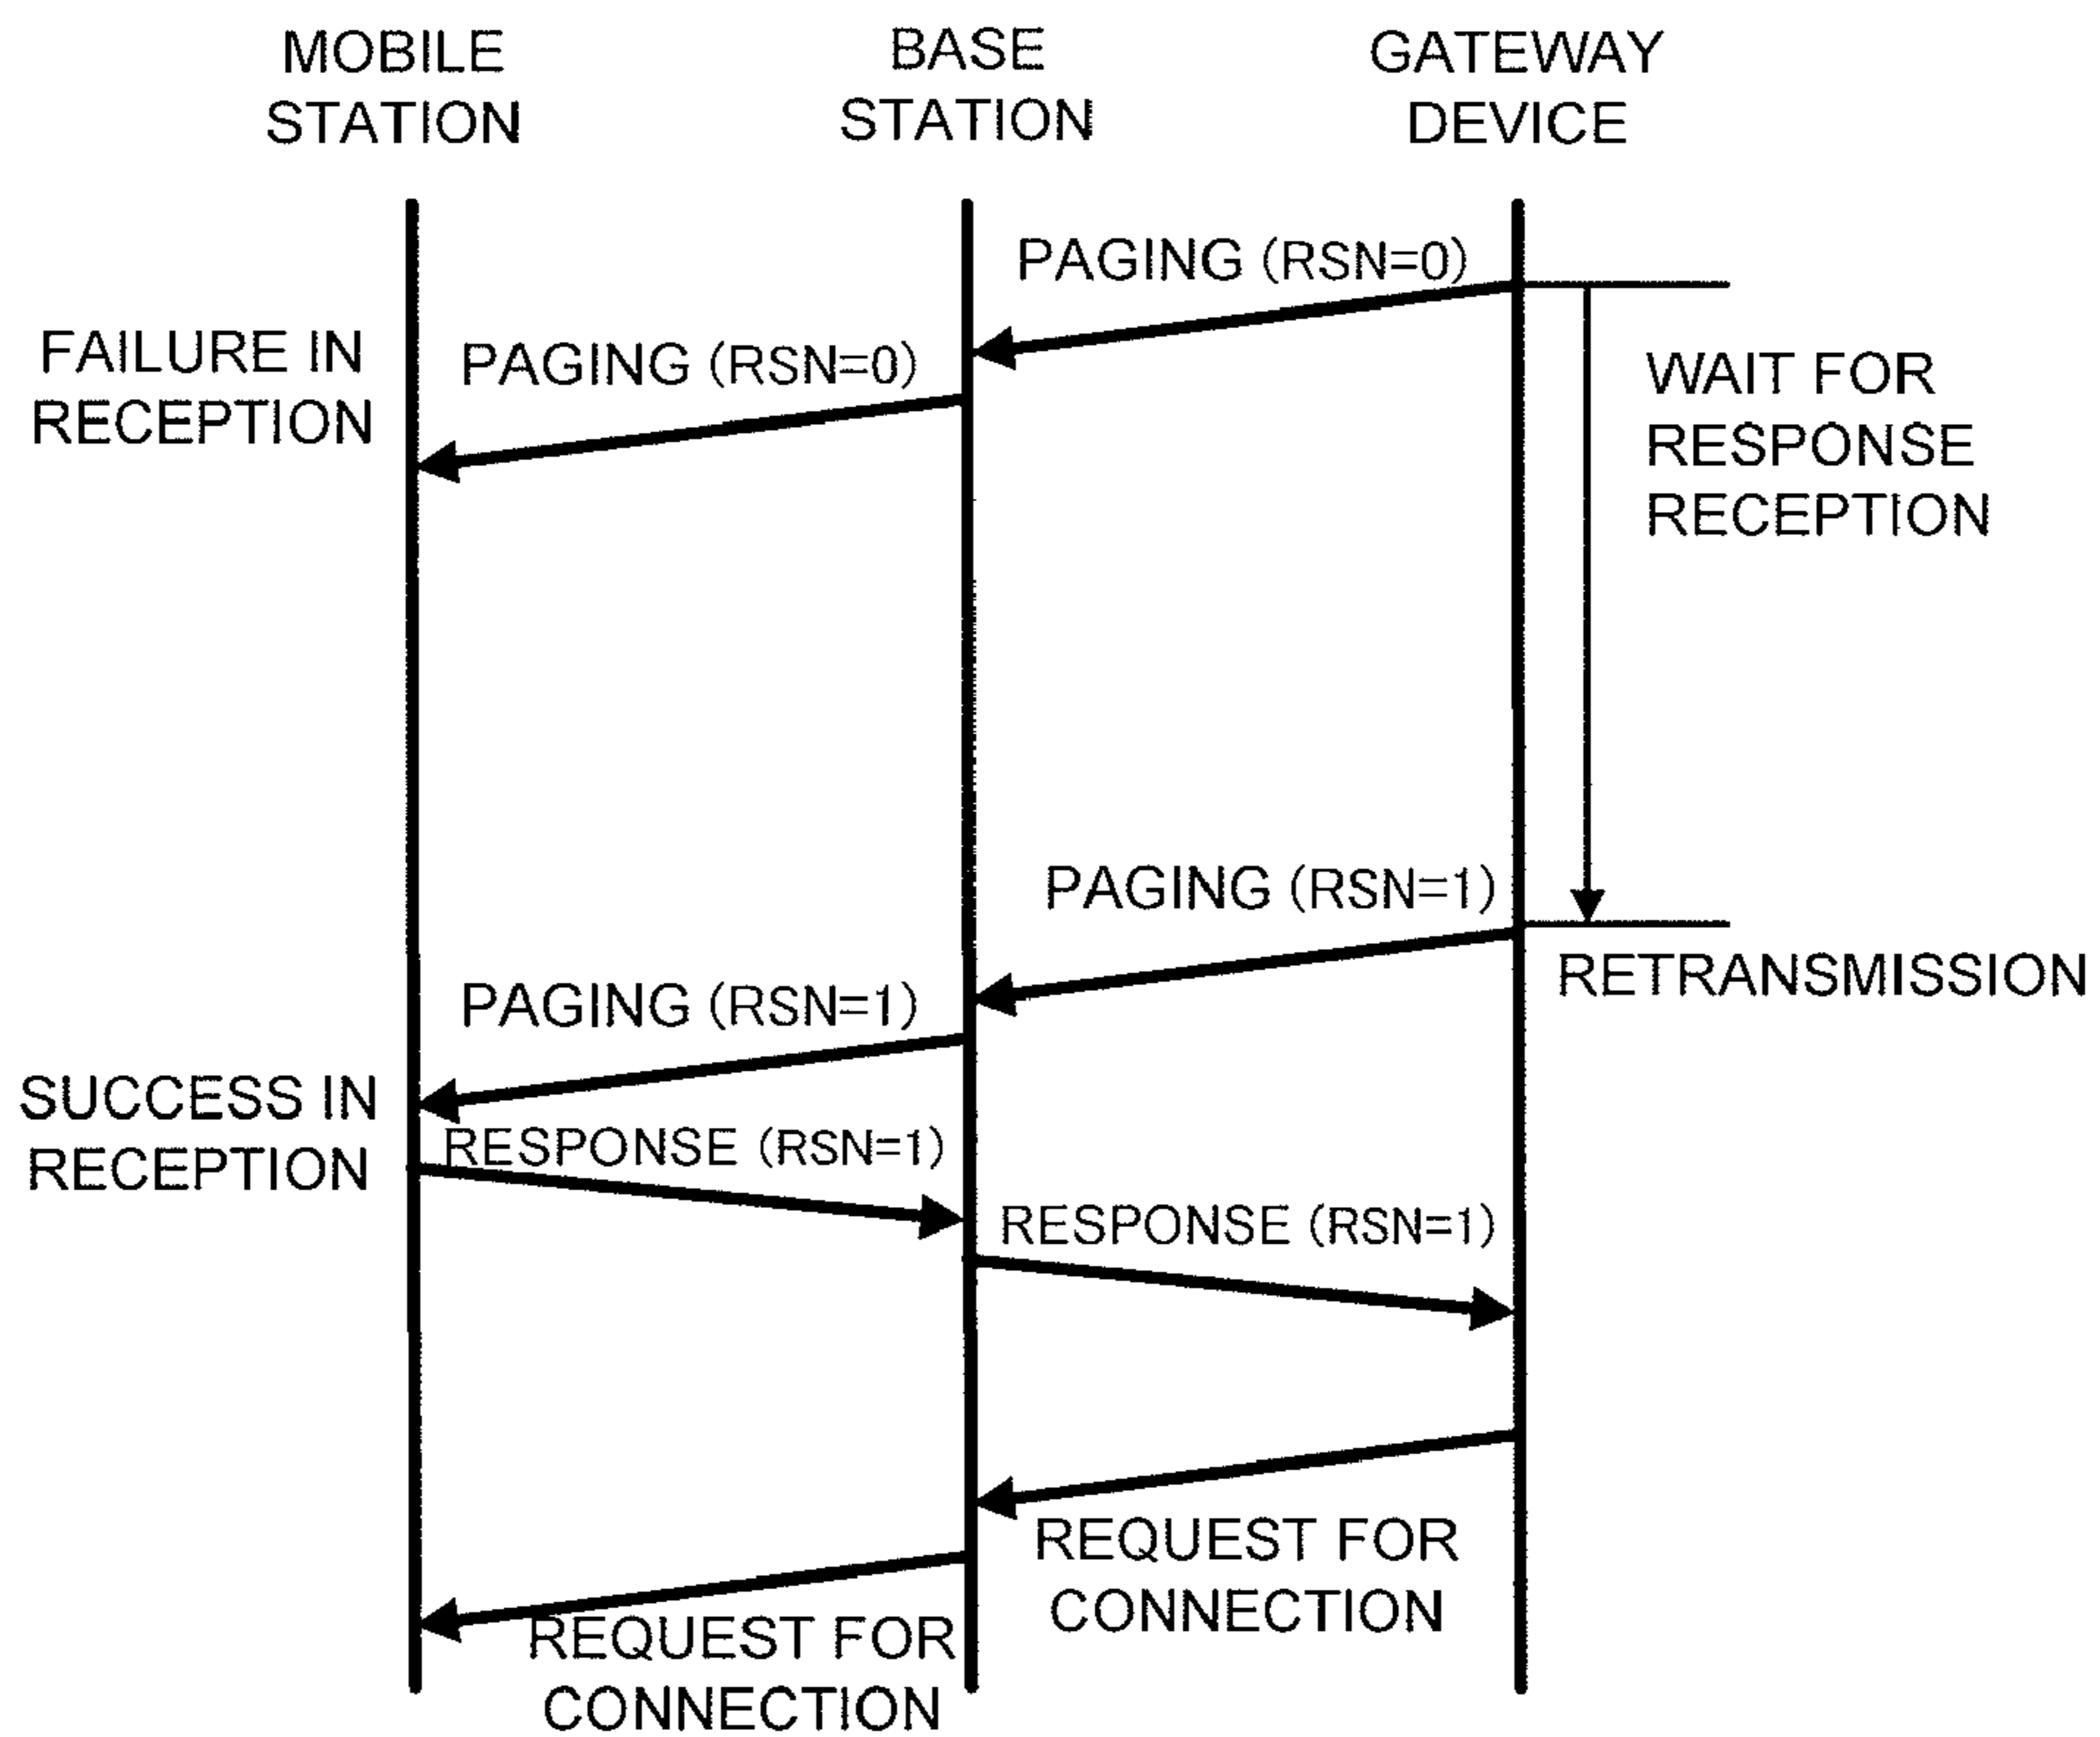 MOBILE
STATION
BASE
STATION
GATEWAY
DEVICE
PAGING (RSN=0)
FAILURE IN
RECEPTION
PAGING (RSN=0)
WAIT FOR
RESPONSE
RECEPTION
PAGING (RSN=1)
RETRANSMISSION
PAGING (RSN=1)
SUCCESS IN
RECEPTION
RESPONSE (RSN=1)
RESPONSE (RSN=1)
REQUEST FOR
CONNECTION
REQUEST FOR
CONNECTION